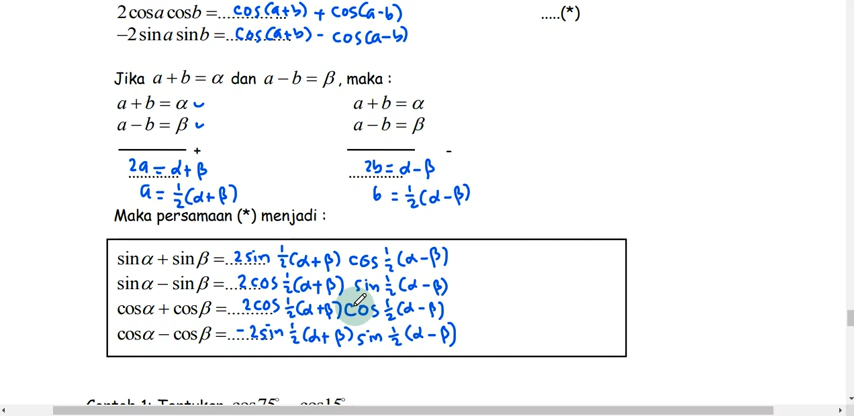 2cosa cosb =...cos(a+b) + cos(a-b) .....(*)
−2sina sinb =...cos(a+b) - cos(a-b)
Jika a + b = α dan a − b = β, maka :
a + b = α a + b = α
a − b = β a − b = β
+ -
2a = α+β 2b = α-β
a = 1/2(α+β) b = 1/2(α-β)
Maka persamaan (*) menjadi :
sinα + sinβ =...2sin 1/2(α+β) cos 1/2(α-β)
sinα − sinβ =...2cos 1/2(α+β) sin 1/2(α-β)
cosα + cosβ =...2cos 1/2(α+β) cos 1/2(α-β)
cosα − cosβ =...-2sin 1/2(α+β) sin 1/2(α-β)